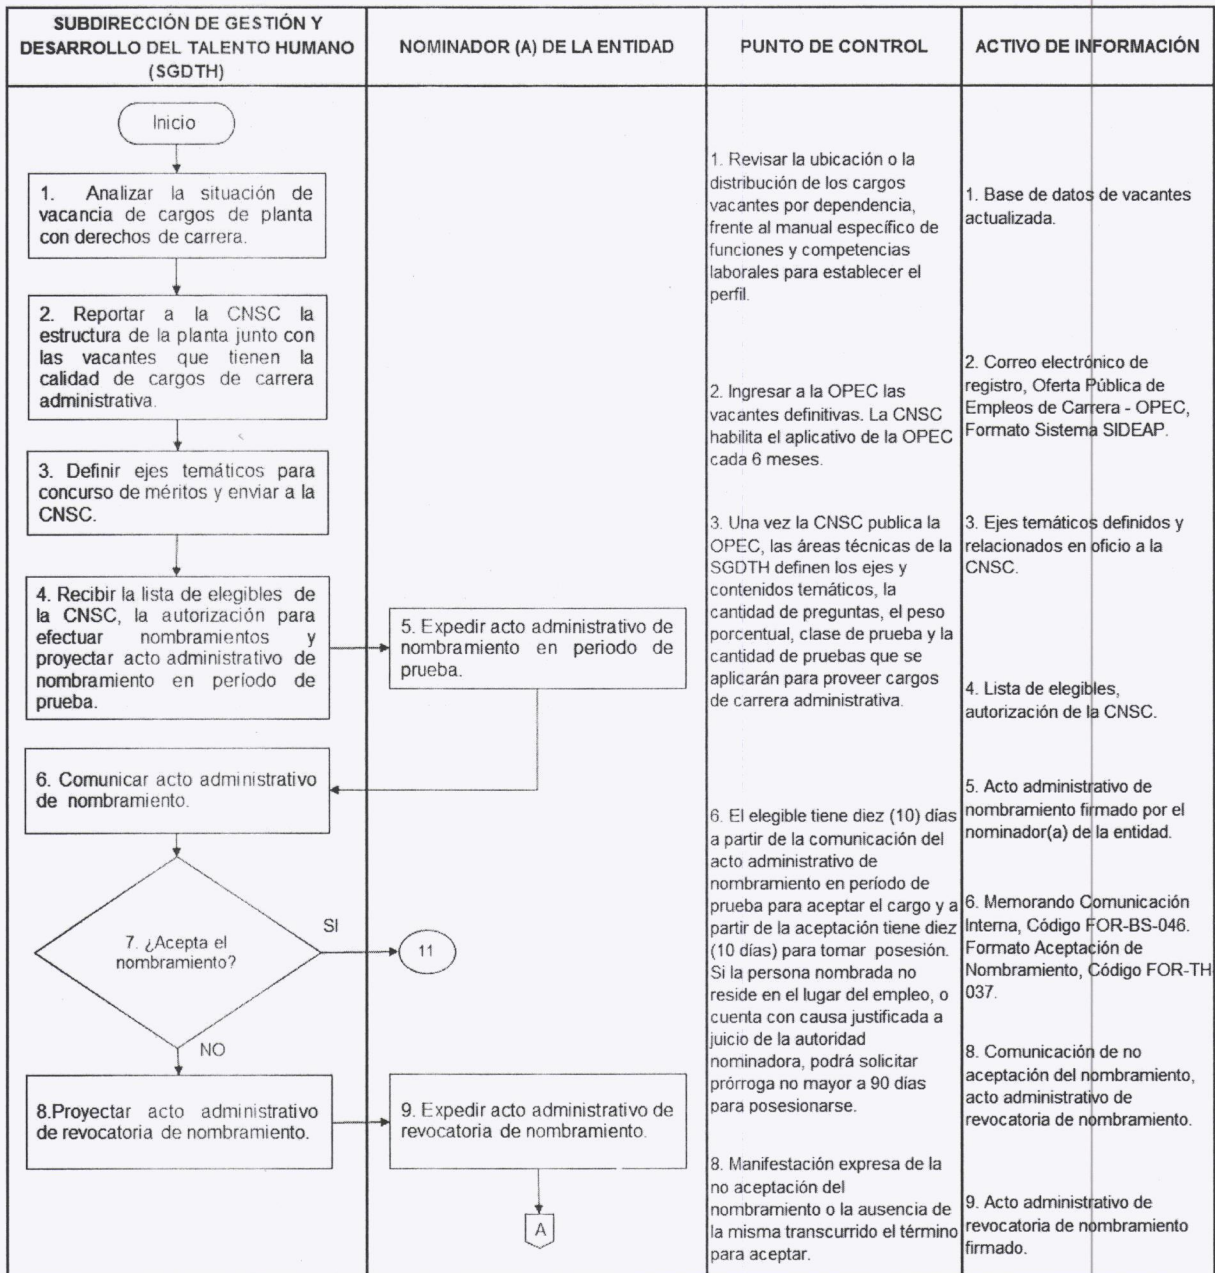 SUBDIRECCIÓN DE GESTIÓN Y
DESARROLLO DEL TALENTO HUMANO
(SGDTH)
NOMINADOR (A) DE LA ENTIDAD
PUNTO DE CONTROL
ACTIVO DE INFORMACIÓN
Inicio
1. Analizar la situación de
vacancia de cargos de planta
con derechos de carrera.
2. Reportar a la CNSC la
estructura de la planta junto con
las vacantes que tienen la
calidad de cargos de carrera
administrativa.
3. Definir ejes temáticos para
concurso de méritos y enviar a la
CNSC.
4. Recibir la lista de elegibles de
la CNSC, la autorización para
efectuar nombramientos y
proyectar acto administrativo de
nombramiento en período de
prueba.
5. Expedir acto administrativo de
nombramiento en periodo de
prueba.
6. Comunicar acto administrativo
de nombramiento.
7. ¿Acepta el
nombramiento?
SI
11
NO
8.Proyectar acto administrativo
de revocatoria de nombramiento.
9. Expedir acto administrativo de
revocatoria de nombramiento.
A
1. Revisar la ubicación o la
distribución de los cargos
vacantes por dependencia,
frente al manual específico de
funciones y competencias
laborales para establecer el
perfil.
2. Ingresar a la OPEC las
vacantes definitivas. La CNSC
habilita el aplicativo de la OPEC
cada 6 meses.
3. Una vez la CNSC publica la
OPEC, las áreas técnicas de la
SGDTH definen los ejes y
contenidos temáticos, la
cantidad de preguntas, el peso
porcentual, clase de prueba y la
cantidad de pruebas que se
aplicarán para proveer cargos
de carrera administrativa.
6. El elegible tiene diez (10) días
a partir de la comunicación del
acto administrativo de
nombramiento en período de
prueba para aceptar el cargo y a
partir de la aceptación tiene diez
(10 días) para tomar posesión.
Si la persona nombrada no
reside en el lugar del empleo, o
cuenta con causa justificada a
juicio de la autoridad
nominadora, podrá solicitar
prórroga no mayor a 90 días
para posesionarse.
8. Manifestación expresa de la
no aceptación del
nombramiento o la ausencia de
la misma transcurrido el término
para aceptar.
1. Base de datos de vacantes
actualizada.
2. Correo electrónico de
registro, Oferta Pública de
Empleos de Carrera - OPEC,
Formato Sistema SIDEAP.
3. Ejes temáticos definidos y
relacionados en oficio a la
CNSC.
4. Lista de elegibles,
autorización de la CNSC.
5. Acto administrativo de
nombramiento firmado por el
nominador(a) de la entidad.
6. Memorando Comunicación
Interna, Código FOR-BS-046.
Formato Aceptación de
Nombramiento, Código FOR-TH-
037.
8. Comunicación de no
aceptación del nombramiento,
acto administrativo de
revocatoria de nombramiento.
9. Acto administrativo de
revocatoria de nombramiento
firmado.